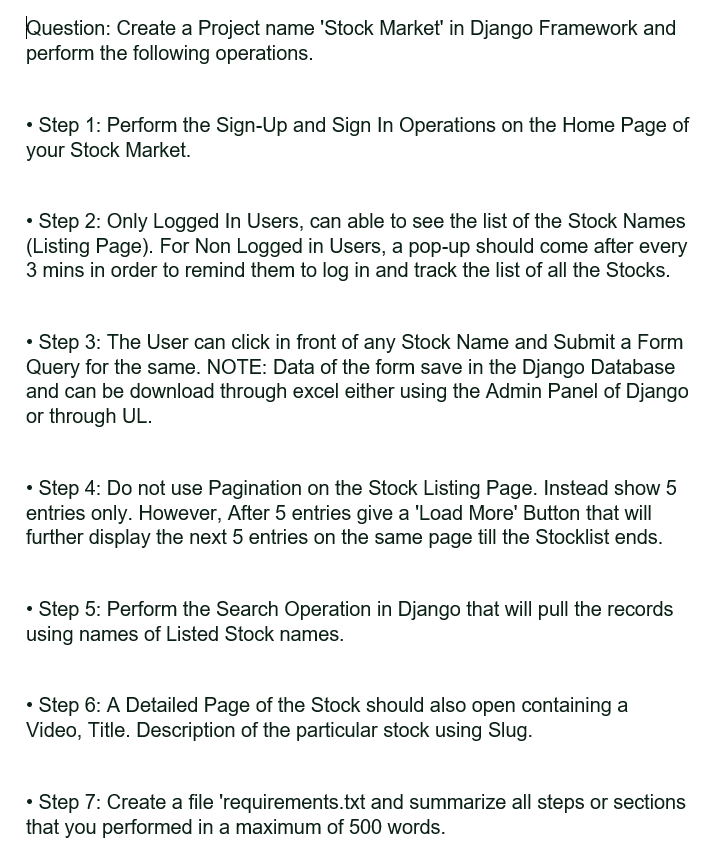 Question: Create a Project name 'Stock Market' in Django Framework and
perform the following operations.
• Step 1: Perform the Sign-Up and Sign In Operations on the Home Page of
your Stock Market.
• Step 2: Only Logged In Users, can able to see the list of the Stock Names
(Listing Page). For Non Logged in Users, a pop-up should come after every
3 mins in order to remind them to log in and track the list of all the Stocks.
• Step 3: The User can click in front of any Stock Name and Submit a Form
Query for the same. NOTE: Data of the form save in the Django Database
and can be download through excel either using the Admin Panel of Django
or through UL.
• Step 4: Do not use Pagination on the Stock Listing Page. Instead show 5
entries only. However, After 5 entries give a 'Load More' Button that will
further display the next 5 entries on the same page till the Stocklist ends.
• Step 5: Perform the Search Operation in Django that will pull the records
using names of Listed Stock names.
• Step 6: A Detailed Page of the Stock should also open containing a
Video, Title. Description of the particular stock using Slug.
• Step 7: Create a file 'requirements.txt and summarize all steps or sections
that you performed in a maximum of 500 words.